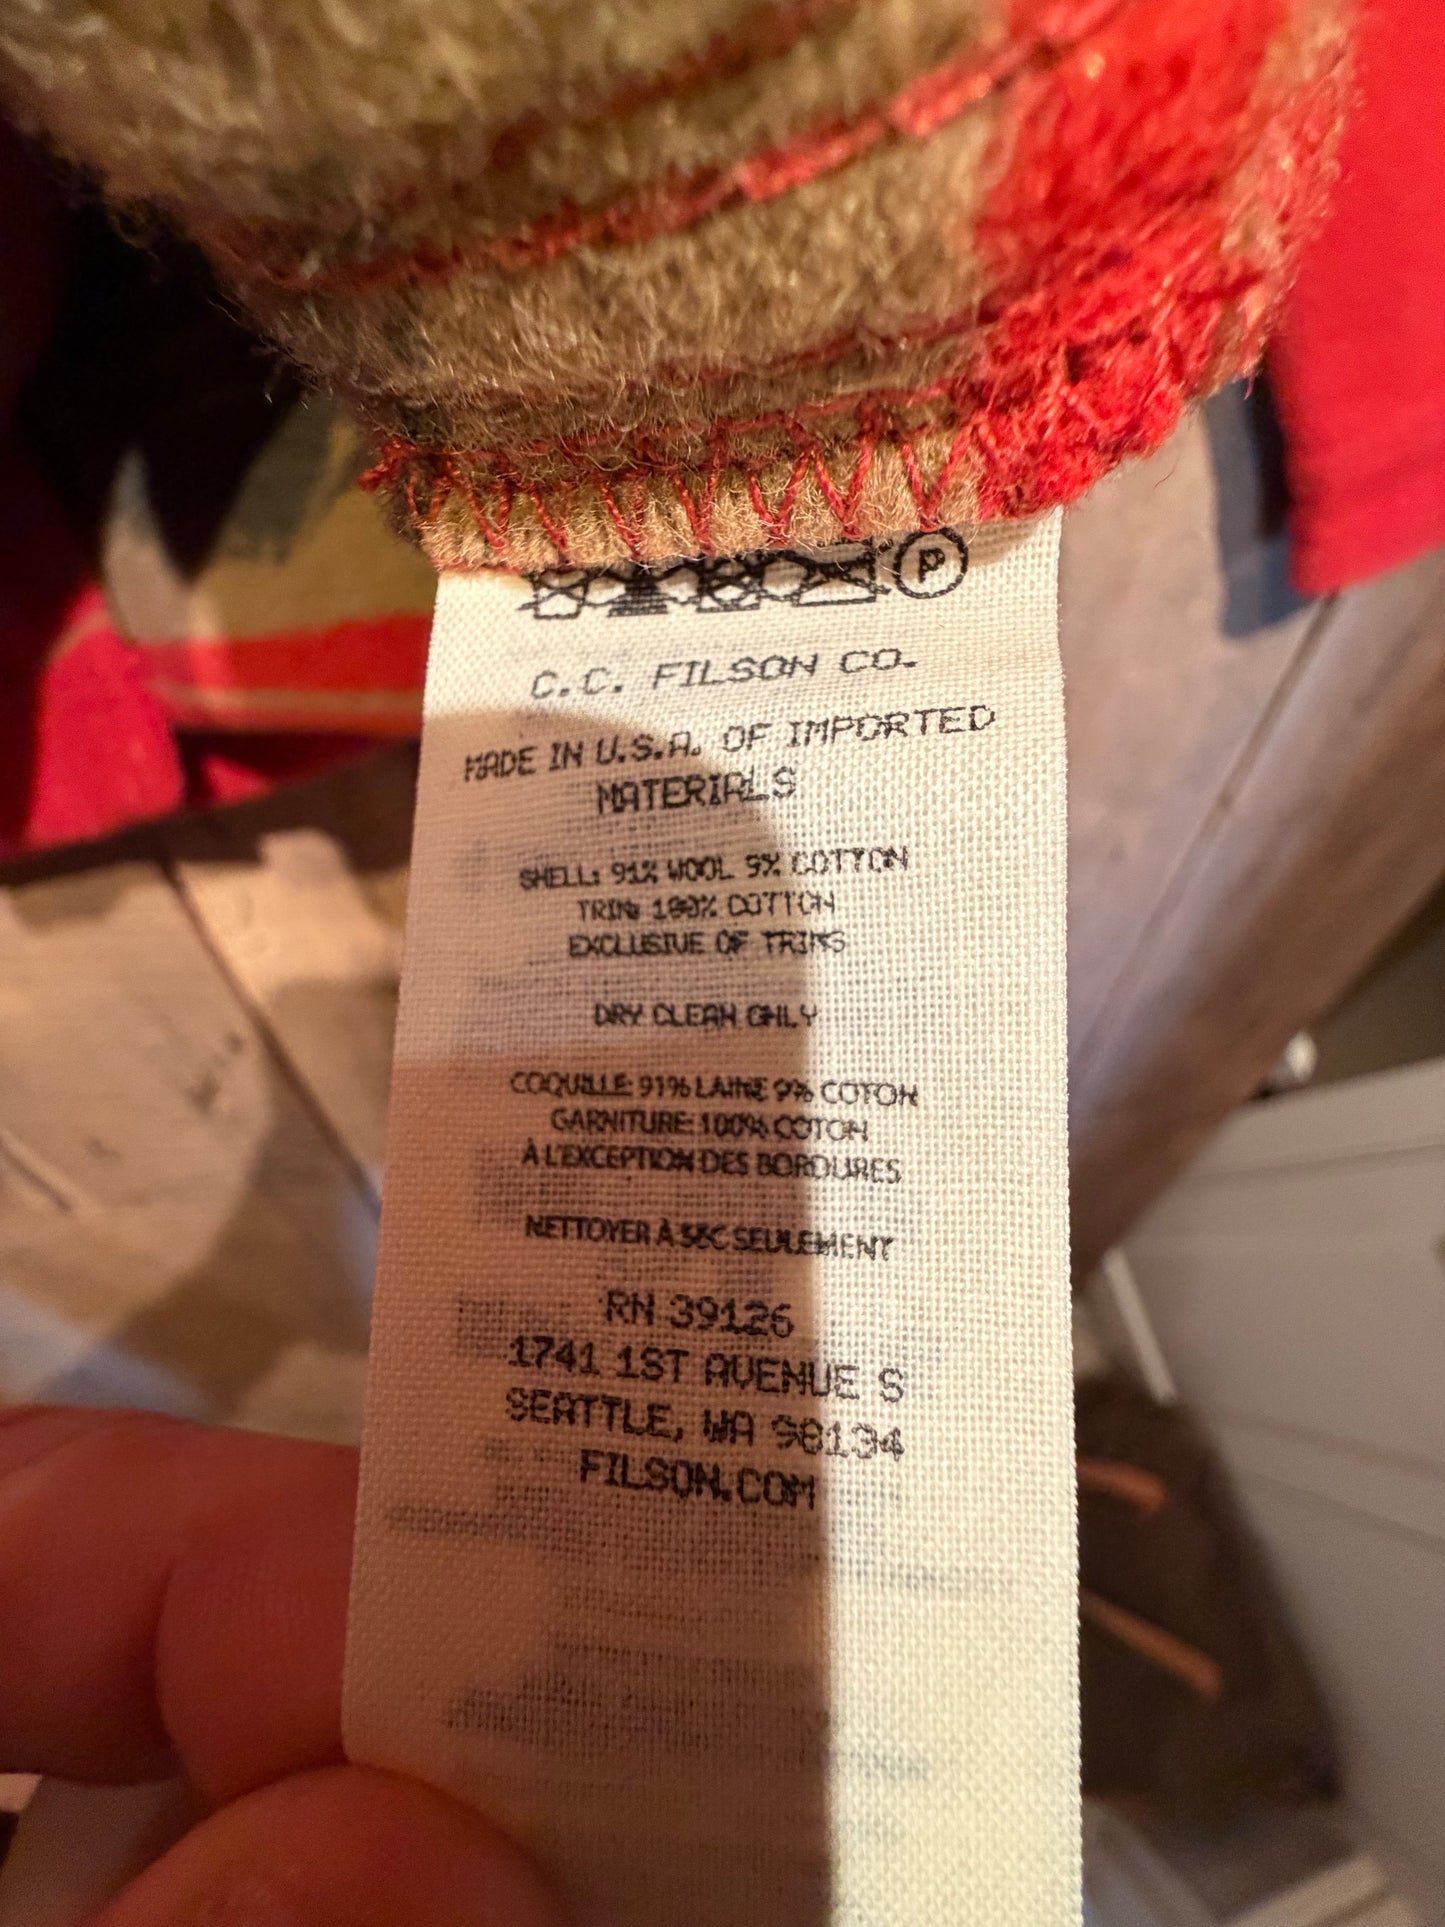 P
C.C. FILSON CO.
MADE IN U.S.A. OF IMPORTED
MATERIALS
SHELL: 91% WOOL 9% COTTON
TRIM: 100% COTTON
EXCLUSIVE OF TRIMS
DRY CLEAN ONLY
COQUILLE: 91% LAINE 9% COTON
GARNITURE: 100% COTON
À L'EXCEPTION DES BORDURES
NETTOYER À SEC SEULEMENT
RN 39126
1741 1ST AVENUE S
SEATTLE, WA 98134
FILSON.COM